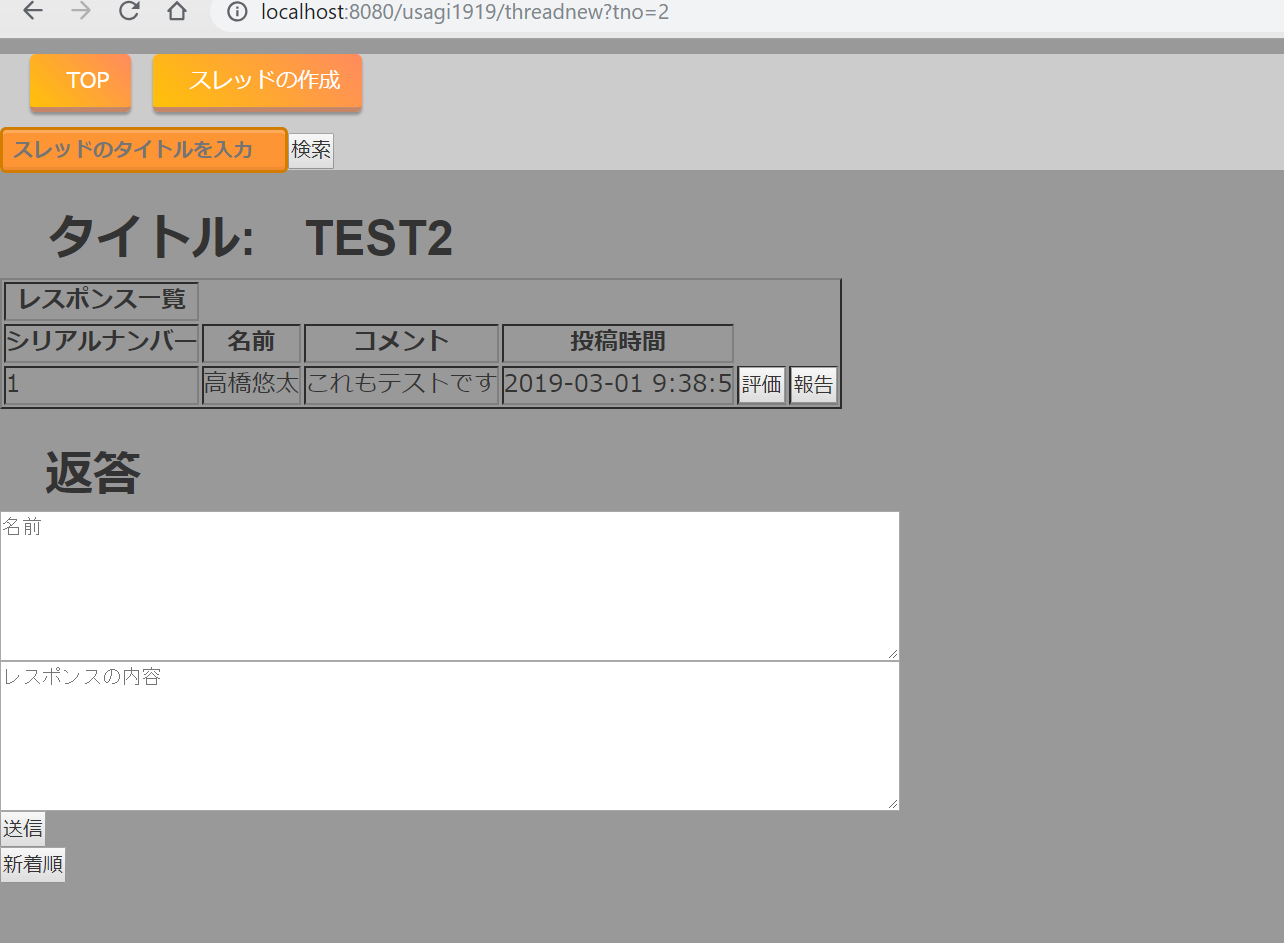 localhost:8080/usagi1919/threadnew?tno=2
TOP スレッドの作成
スレッドのタイトルを入力 検索
タイトル: TEST2
レスポンス一覧
シリアルナンバー 名前 コメント 投稿時間
1 高橋悠太 これもテストです 2019-03-01 9:38:5 評価 報告
返答
名前
レスポンスの内容
送信
新着順